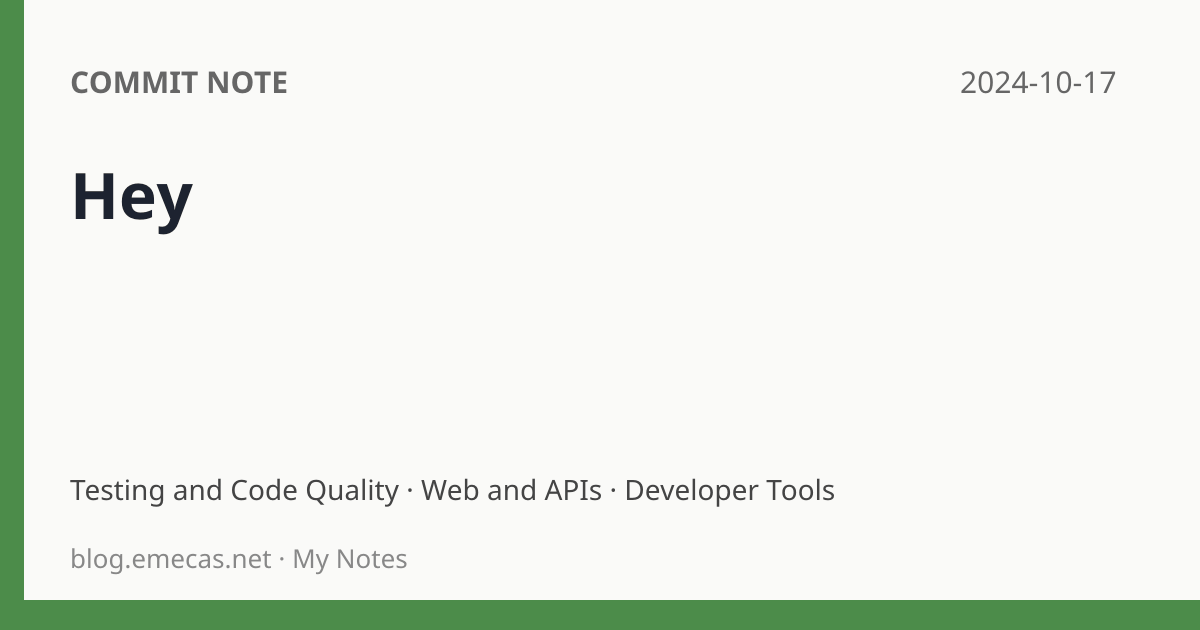 COMMIT NOTE
2024-10-17
Hey
Testing and Code Quality · Web and APIs · Developer Tools
blog.emecas.net · My Notes